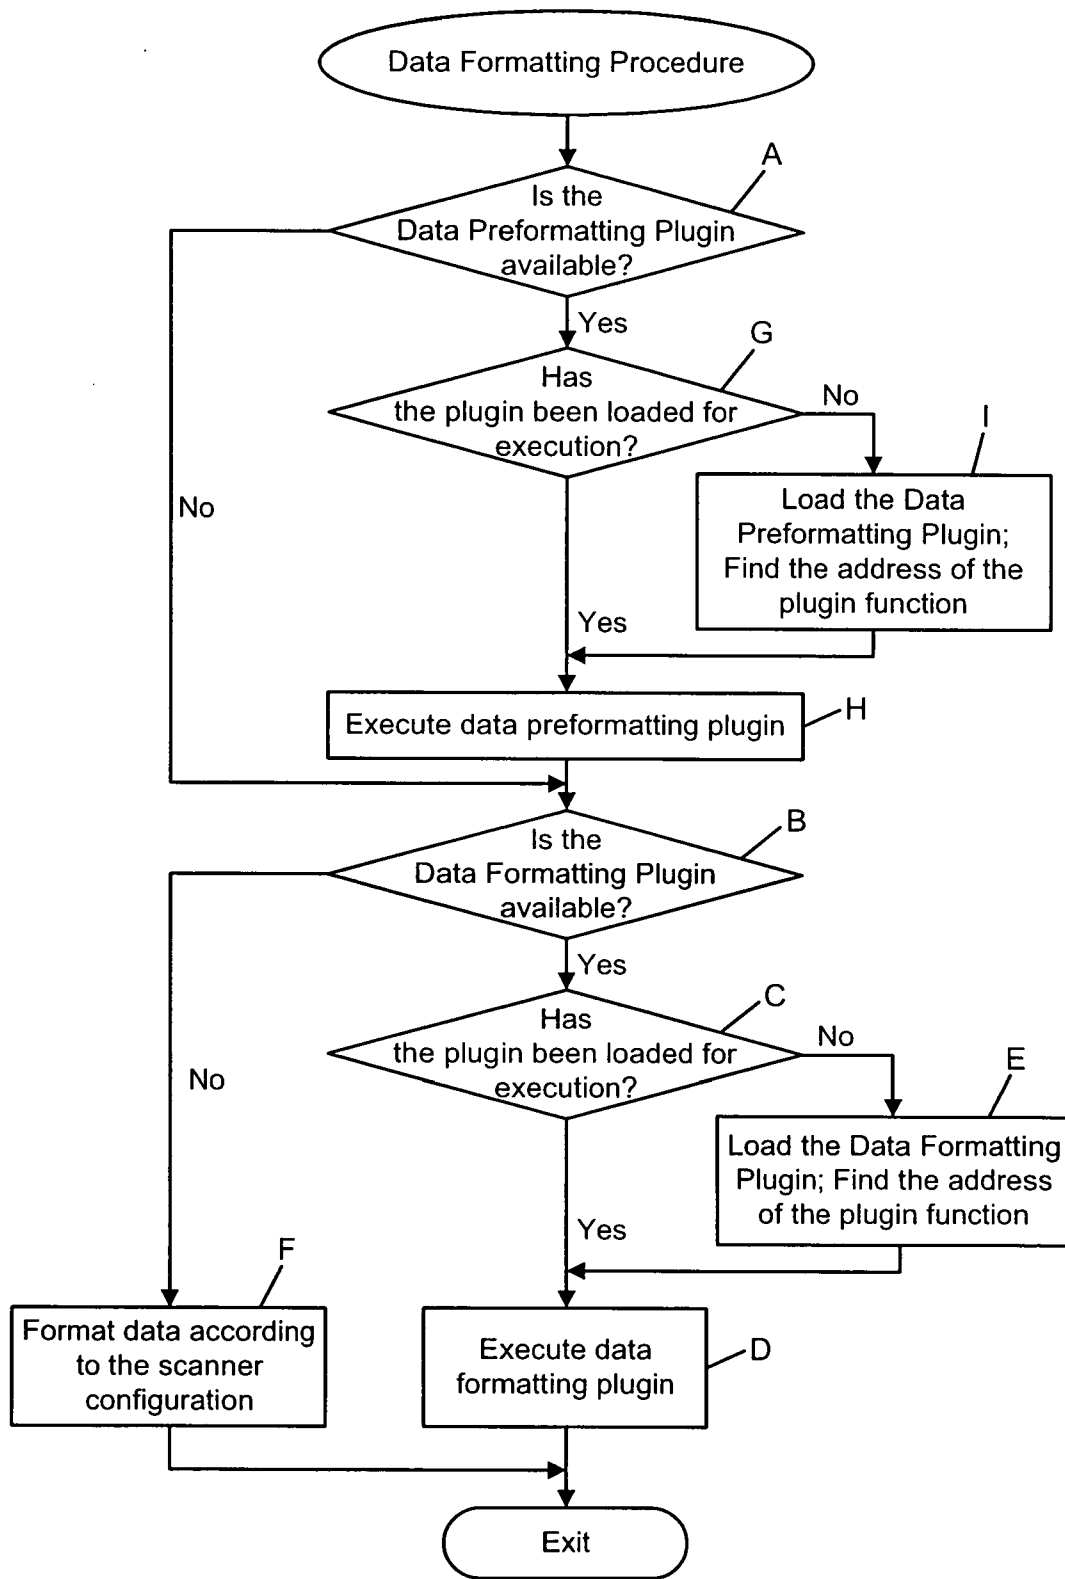 Data Formatting Procedure
A
Is the
Data Preformatting Plugin
available?
Yes
G
Has
the plugin been loaded for
execution?
No
I
Load the Data
Preformatting Plugin;
Find the address of the
plugin function
No
Yes
Execute data preformatting plugin
H
B
Is the
Data Formatting Plugin
available?
Yes
C
Has
the plugin been loaded for
execution?
No
E
Load the Data Formatting
Plugin; Find the address
of the plugin function
No
Yes
F
Format data according
to the scanner
configuration
Execute data
formatting plugin
D
Exit